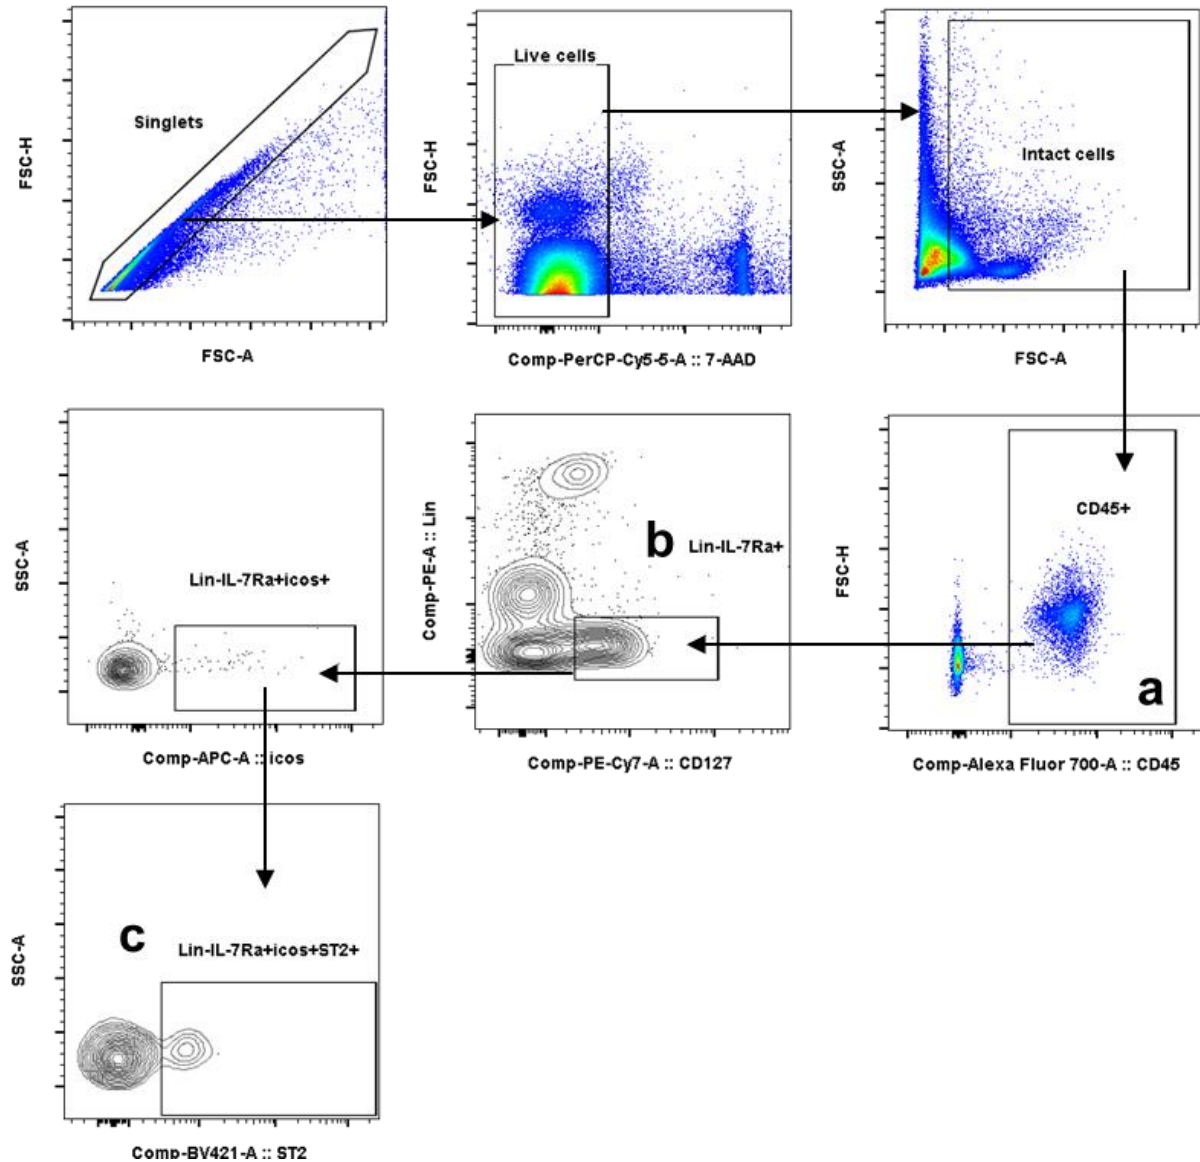 FSC-H
Singlets
FSC-A
FSC-H
Live cells
Comp-PerCP-Cy5-5-A :: 7-AAD
SSC-A
Intact cells
FSC-A
SSC-A
Lin-IL-7Ra+icos+
Comp-APC-A :: icos
Comp-PE-A :: Lin
b
Lin-IL-7Ra+
Comp-PE-Cy7-A :: CD127
FSC-H
CD45+
a
Comp-Alexa Fluor 700-A :: CD45
SSC-A
c
Lin-IL-7Ra+icos+ST2+
Comp-BV421-A :: ST2